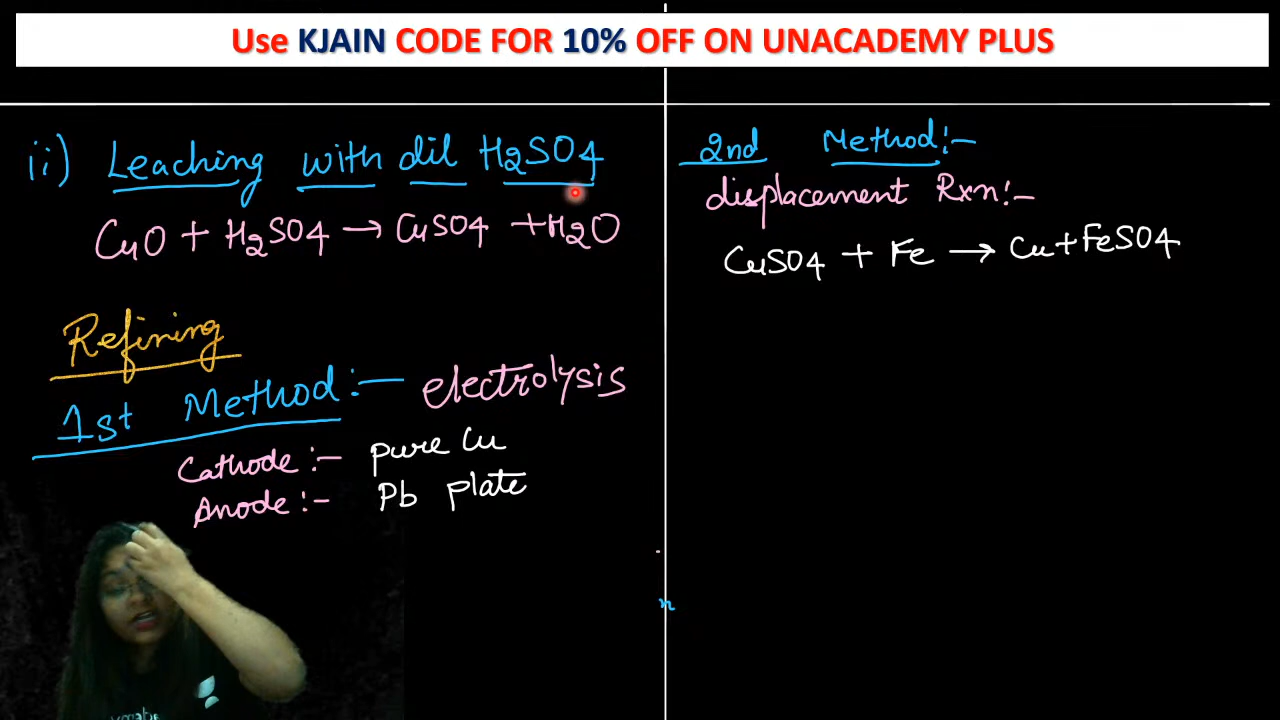 Use KJAIN CODE FOR 10% OFF ON UNACADEMY PLUS
ii) Leaching with dil H2SO4
CuO + H2SO4 → CuSO4 + H2O
Refining
1st Method :- electrolysis
Cathode :- pure Cu
Anode :- Pb plate
2nd Method :-
displacement Rxn :-
CuSO4 + Fe → Cu + FeSO4